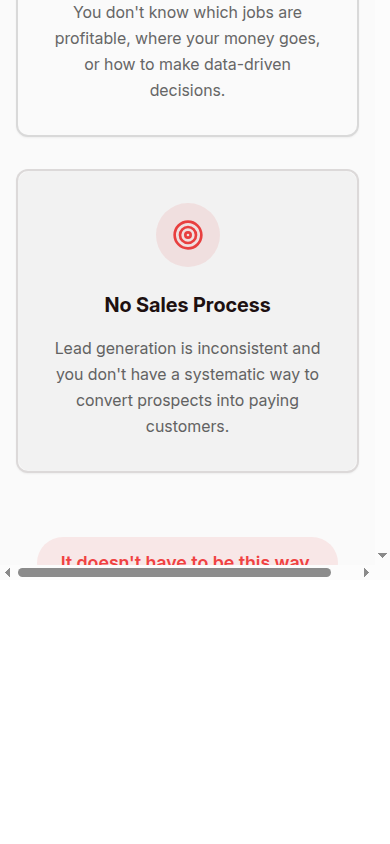 You don't know which jobs are
profitable, where your money goes,
or how to make data-driven
decisions.
No Sales Process
Lead generation is inconsistent and
you don't have a systematic way to
convert prospects into paying
customers.
It doesn't have to be this way.